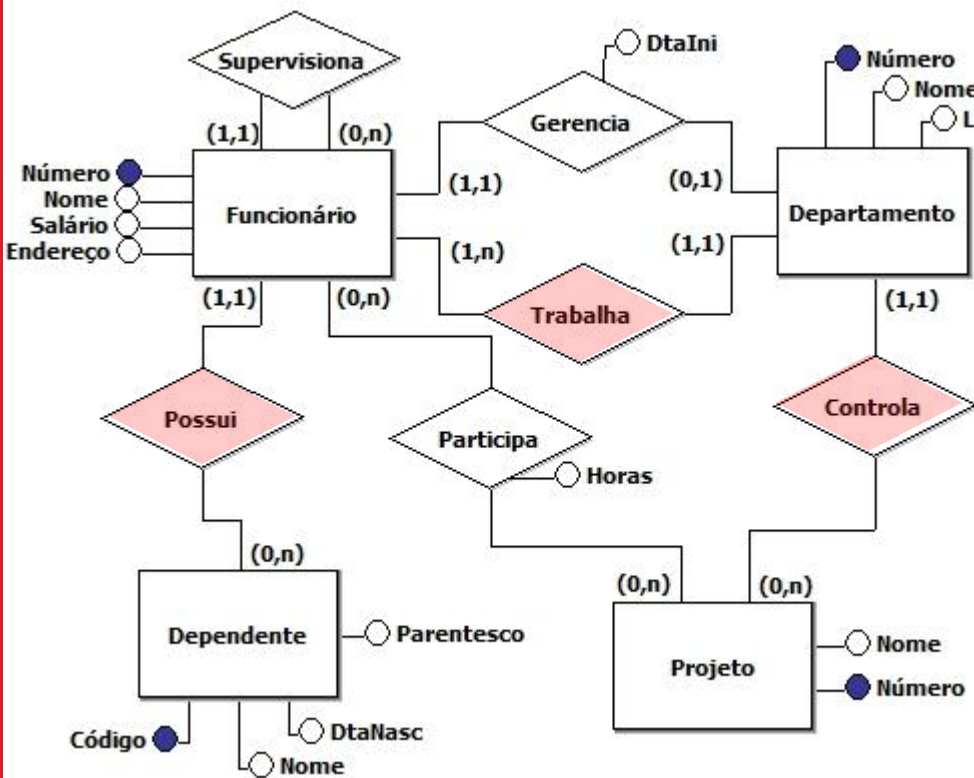 Supervisiona
DtaIni
Número
Nome
L
Gerencia
(1,1)
(0,n)
(1,1)
(0,1)
Número
Nome
Salário
Endereço
Funcionário
Departamento
(1,n)
(1,1)
(1,1)
(0,n)
(1,1)
Trabalha
Possui
Participa
Controla
Horas
(0,n)
(0,n)
(0,n)
Dependente
Parentesco
Projeto
Nome
Número
Código
DtaNasc
Nome